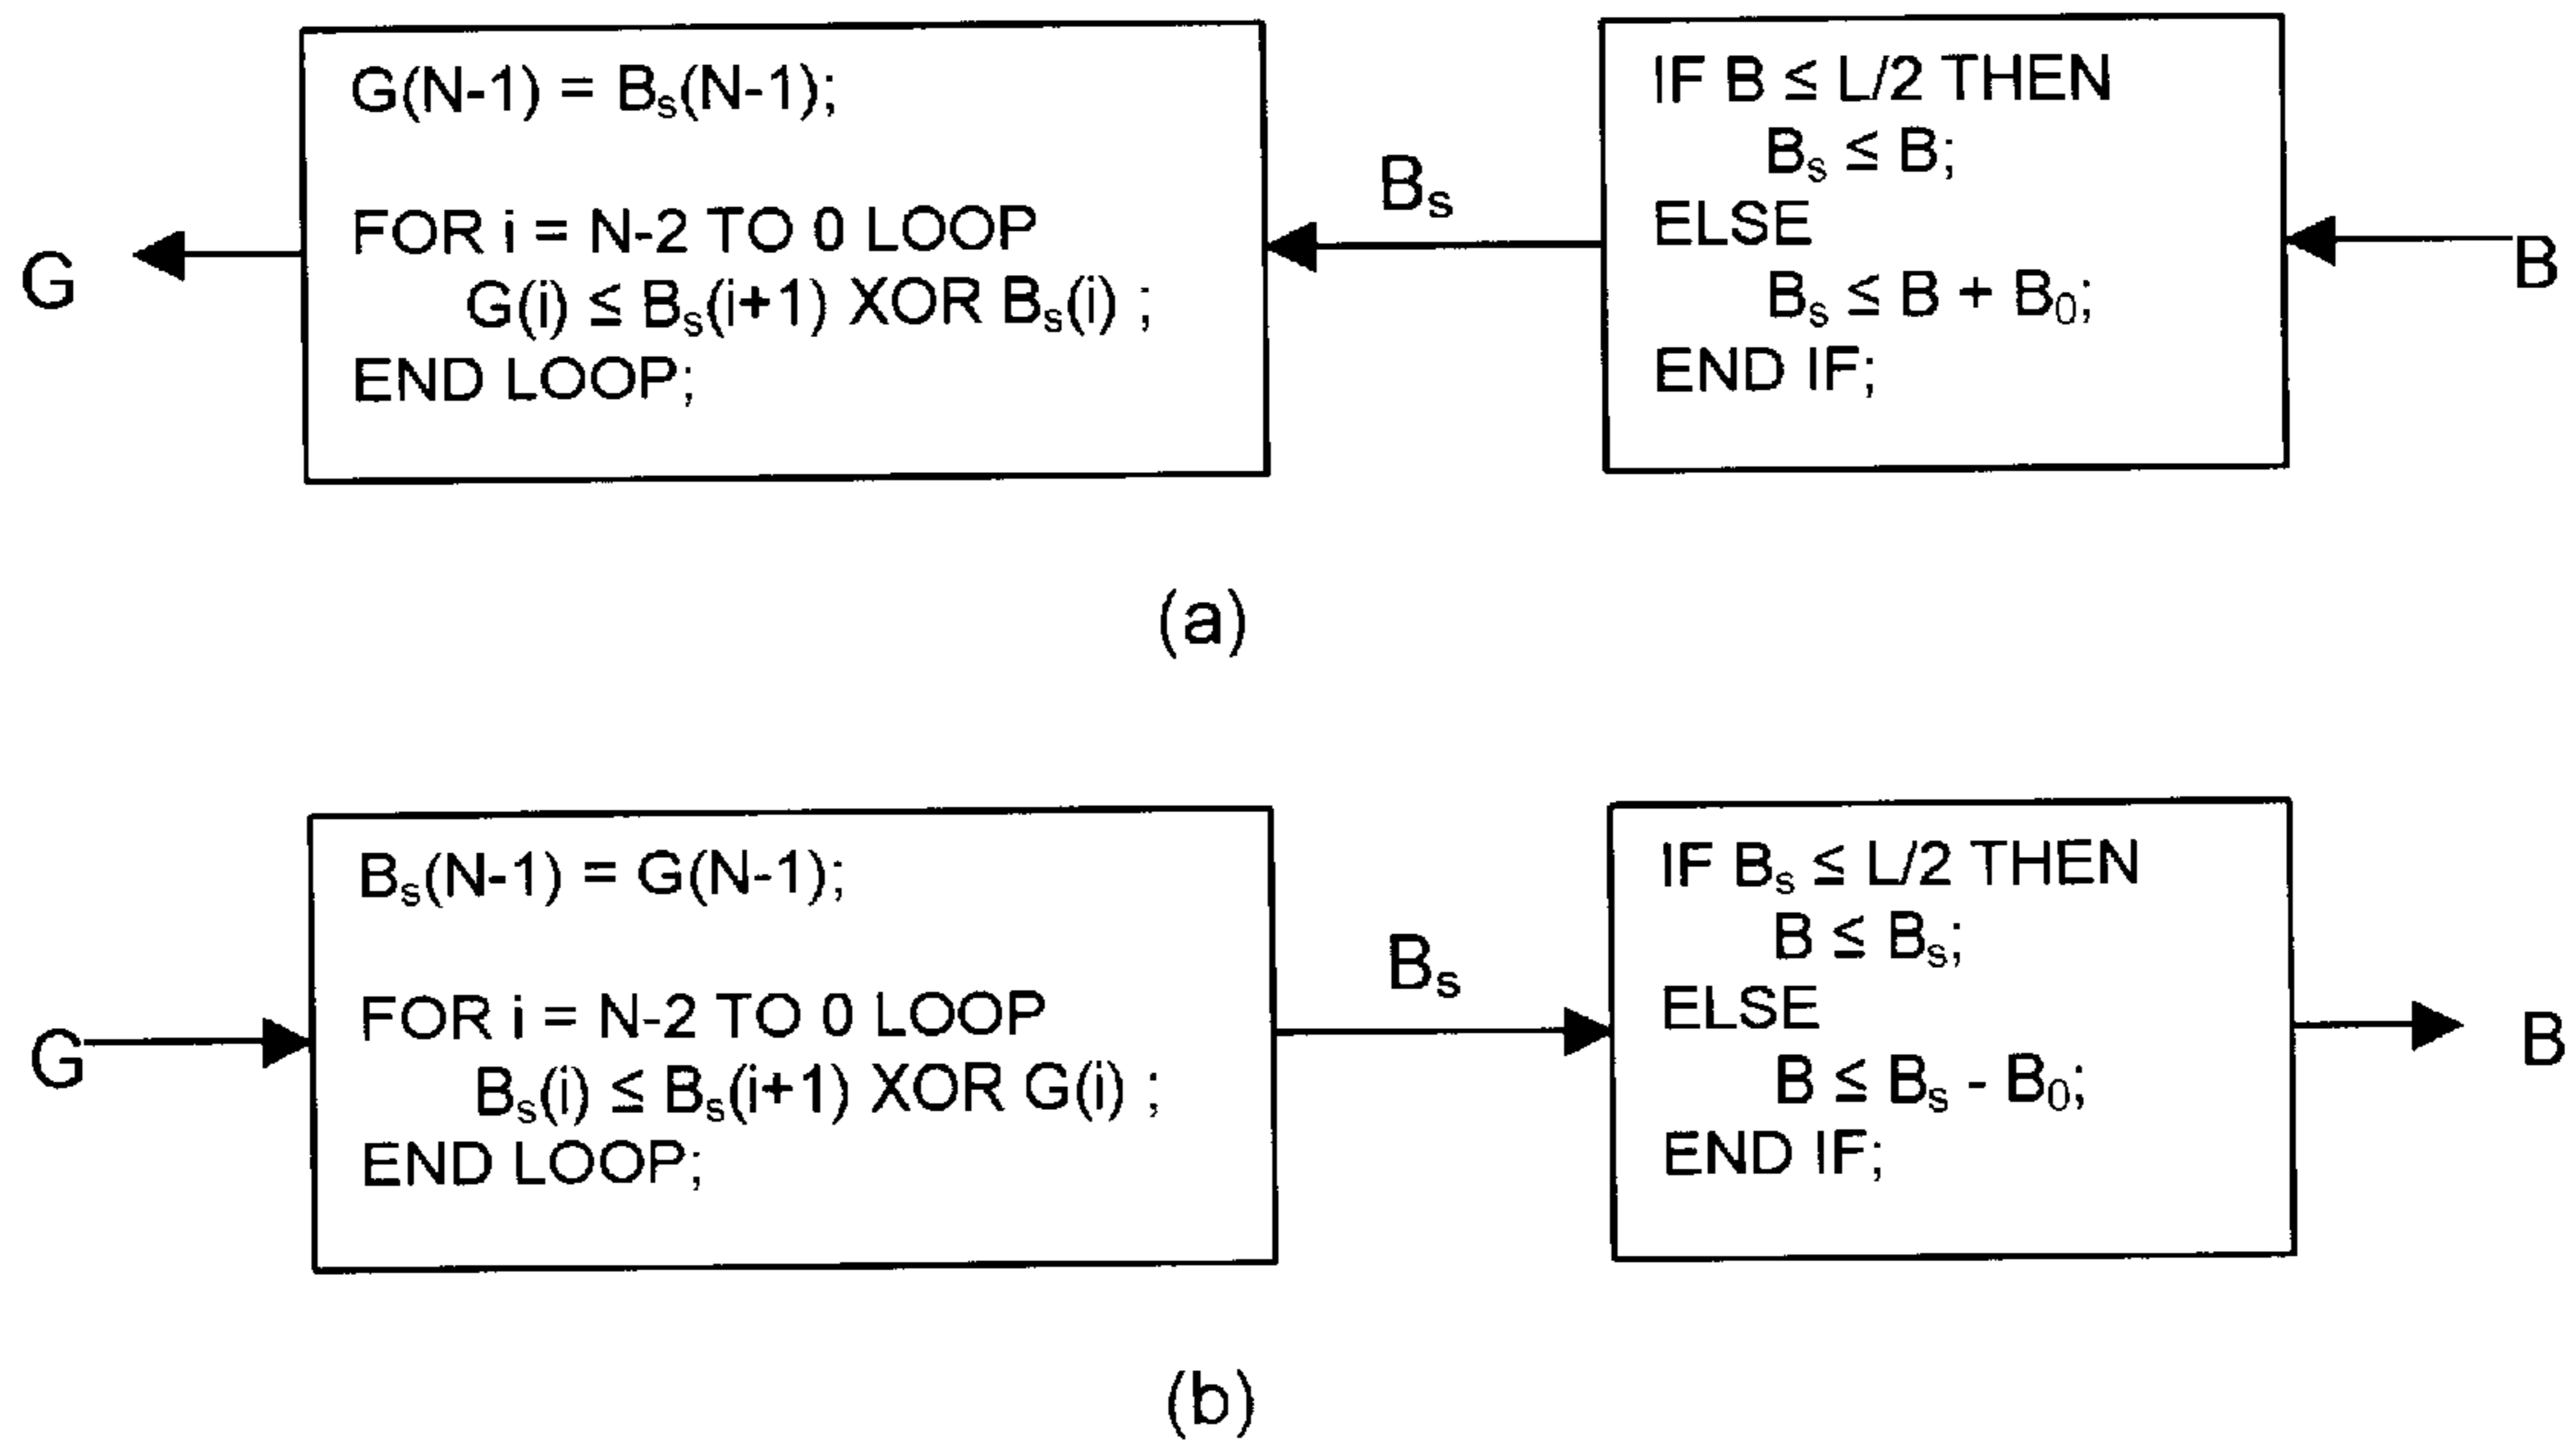 G(N-1) = Bs(N-1);
FOR i = N-2 TO 0 LOOP
G(i) ≤ Bs(i+1) XOR Bs(i) ;
END LOOP;
IF B ≤ L/2 THEN
Bs ≤ B;
ELSE
Bs ≤ B + B0;
END IF;
G
Bs
B
(a)
Bs(N-1) = G(N-1);
FOR i = N-2 TO 0 LOOP
Bs(i) ≤ Bs(i+1) XOR G(i) ;
END LOOP;
IF Bs ≤ L/2 THEN
B ≤ Bs;
ELSE
B ≤ Bs - B0;
END IF;
G
Bs
B
(b)